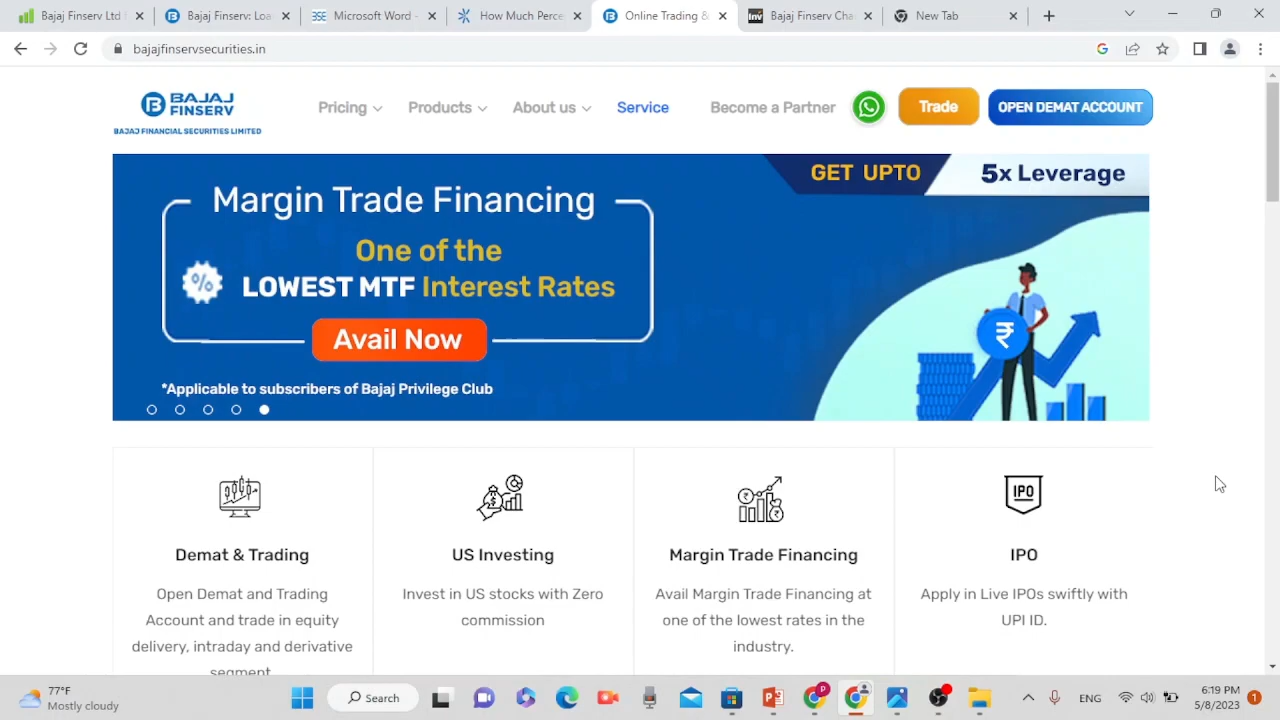 Bajaj Finserv Ltd
Bajaj Finserv: Loa
Microsoft Word -
How Much Perce
Online Trading &
Inv
Bajaj Finserv Cha
New Tab
bajajfinservsecurities.in
BAJAJ
FINSERV
BAJAJ FINANCIAL SECURITIES LIMITED
Pricing
Products
About us
Service
Become a Partner
Trade
OPEN DEMAT ACCOUNT
GET UPTO
5x Leverage
Margin Trade Financing
One of the
LOWEST MTF Interest Rates
Avail Now
*Applicable to subscribers of Bajaj Privilege Club
IPO
Demat & Trading
Open Demat and Trading
Account and trade in equity
delivery, intraday and derivative
segment
US Investing
Invest in US stocks with Zero
commission
Margin Trade Financing
Avail Margin Trade Financing at
one of the lowest rates in the
industry.
IPO
Apply in Live IPOs swiftly with
UPI ID.
77°F
Mostly cloudy
Search
ENG
6:19 PM
5/8/2023
1